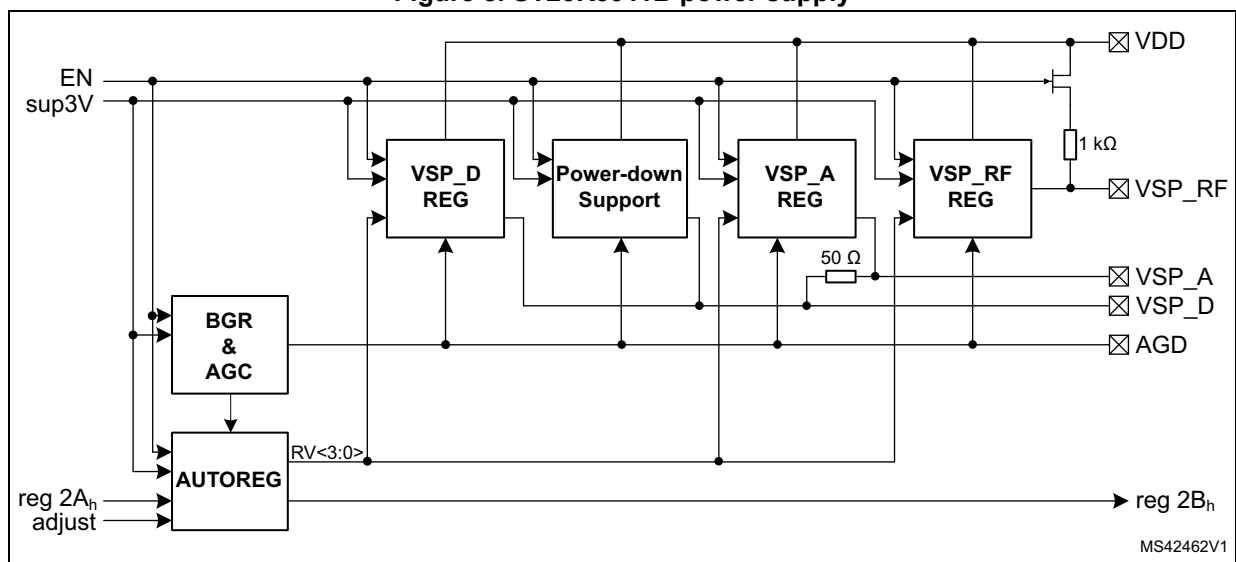 VDD
EN
sup3V
1 kΩ
VSP_D
REG
Power-down
Support
VSP_A
REG
VSP_RF
REG
VSP_RF
50 Ω
VSP_A
VSP_D
BGR
&
AGC
AGD
RV<3:0>
AUTOREG
reg 2Ah
adjust
reg 2Bh
MS42462V1